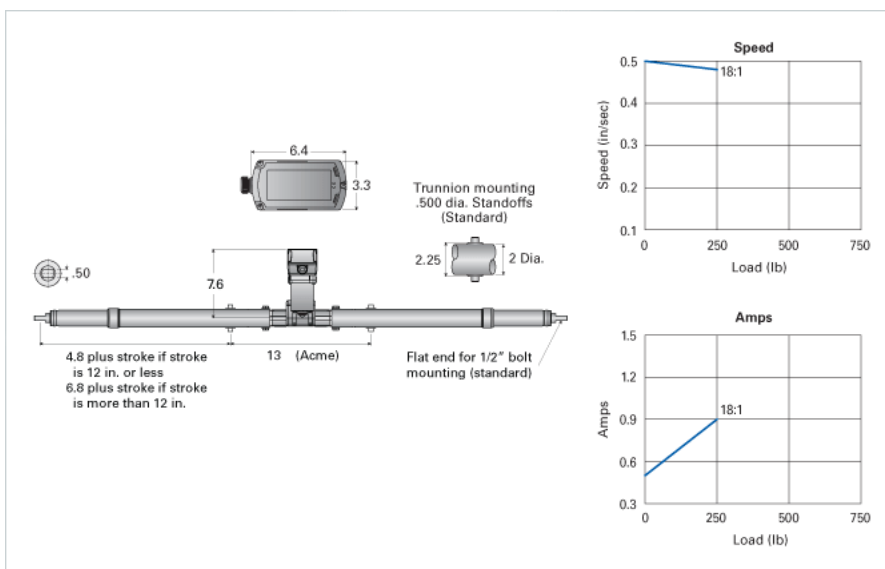 6.4
3.3
Trunnion mounting
.500 dia. Standoffs
(Standard)
2.25
2 Dia.
.50
7.6
4.8 plus stroke if stroke
is 12 in. or less
6.8 plus stroke if stroke
is more than 12 in.
13 (Acme)
Flat end for 1/2" bolt
mounting (standard)
Speed
0.5
18:1
0.4
0.3
0.2
0.1
Speed (in/sec)
0 250 500 750
Load (lb)
Amps
1.5
1.2
0.9
18:1
0.6
0.3
Amps
0 250 500 750
Load (lb)